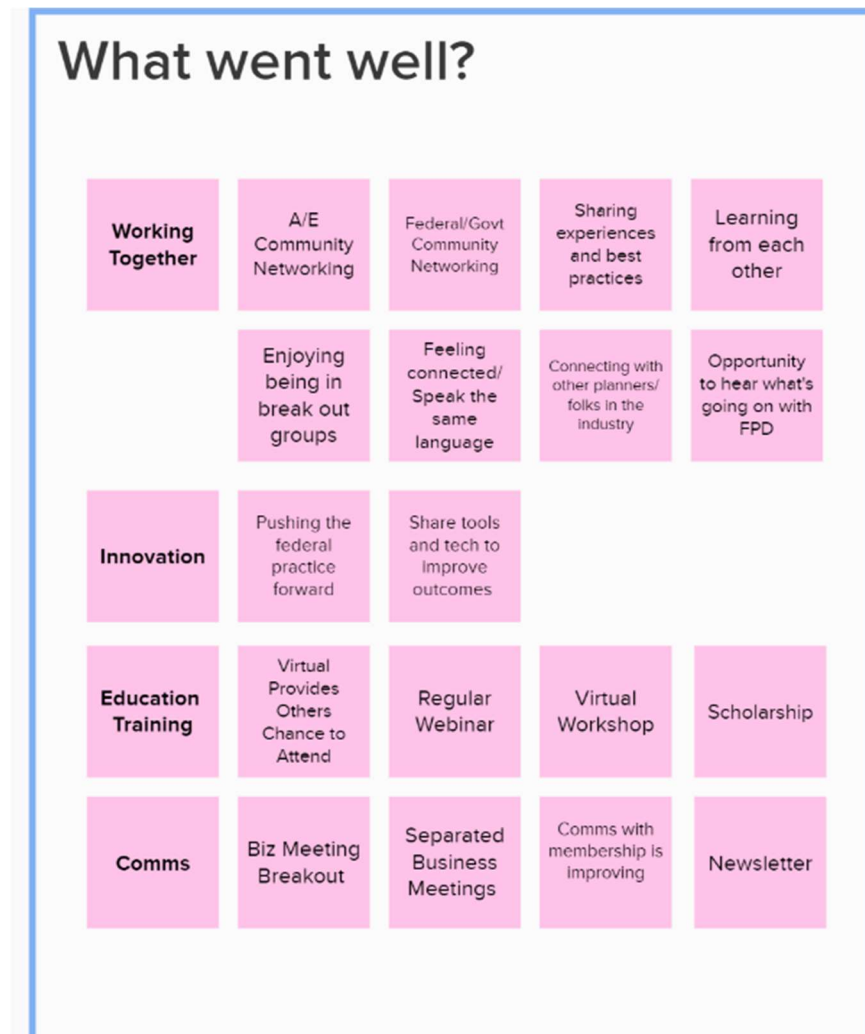 What went well?
Working
Together
A/E
Community
Networking
Federal/Govt
Community
Networking
Sharing
experiences
and best
practices
Learning
from each
other
Enjoying
being in
break out
groups
Feeling
connected/
Speak the
same
language
Connecting with
other planners/
folks in the
industry
Opportunity
to hear what's
going on with
FPD
Innovation
Pushing the
federal
practice
forward
Share tools
and tech to
improve
outcomes
Education
Training
Virtual
Provides
Others
Chance to
Attend
Regular
Webinar
Virtual
Workshop
Scholarship
Comms
Biz Meeting
Breakout
Separated
Business
Meetings
Comms with
membership is
improving
Newsletter